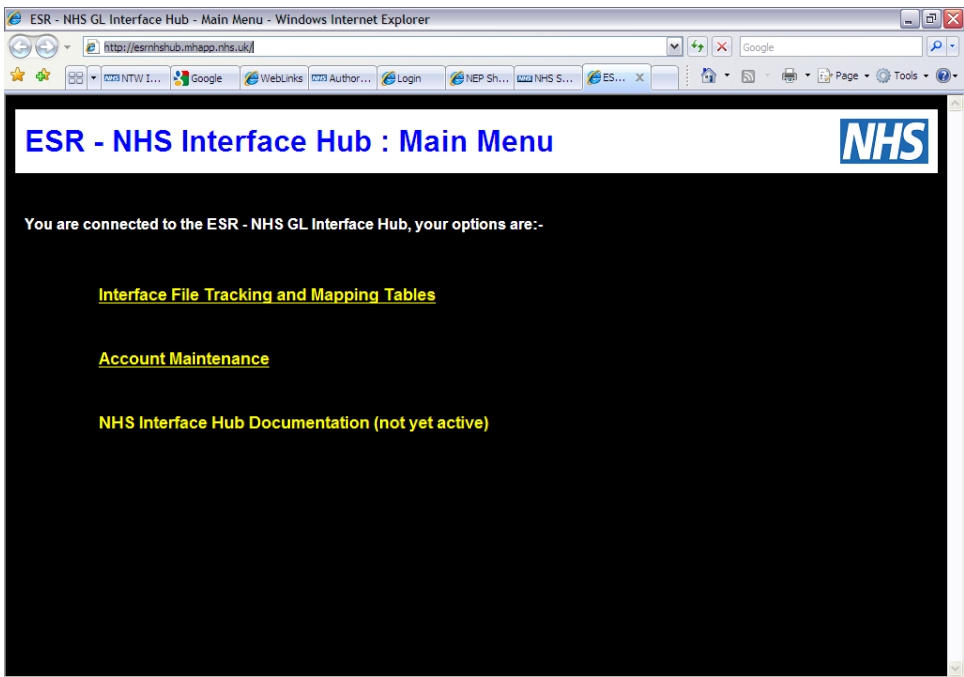 ESR - NHS GL Interface Hub - Main Menu - Windows Internet Explorer
http://esrnhshub.mhapp.nhs.uk/
Google
NTW I... Google WebLinks Author... Login NEP Sh... NHS S... ES... Page Tools
ESR - NHS Interface Hub : Main Menu
NHS
You are connected to the ESR - NHS GL Interface Hub, your options are:-
Interface File Tracking and Mapping Tables
Account Maintenance
NHS Interface Hub Documentation (not yet active)